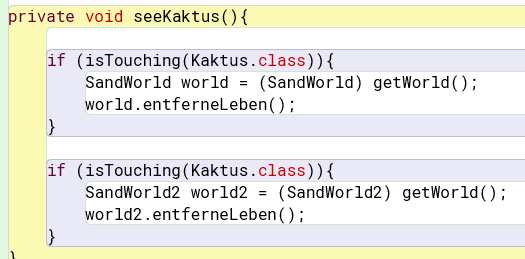 private void seeKaktus(){
if (isTouching(Kaktus.class)){
SandWorld world = (SandWorld) getWorld();
world.entferneLeben();
}
if (isTouching(Kaktus.class)){
SandWorld2 world2 = (SandWorld2) getWorld();
world2.entferneLeben();
}
}